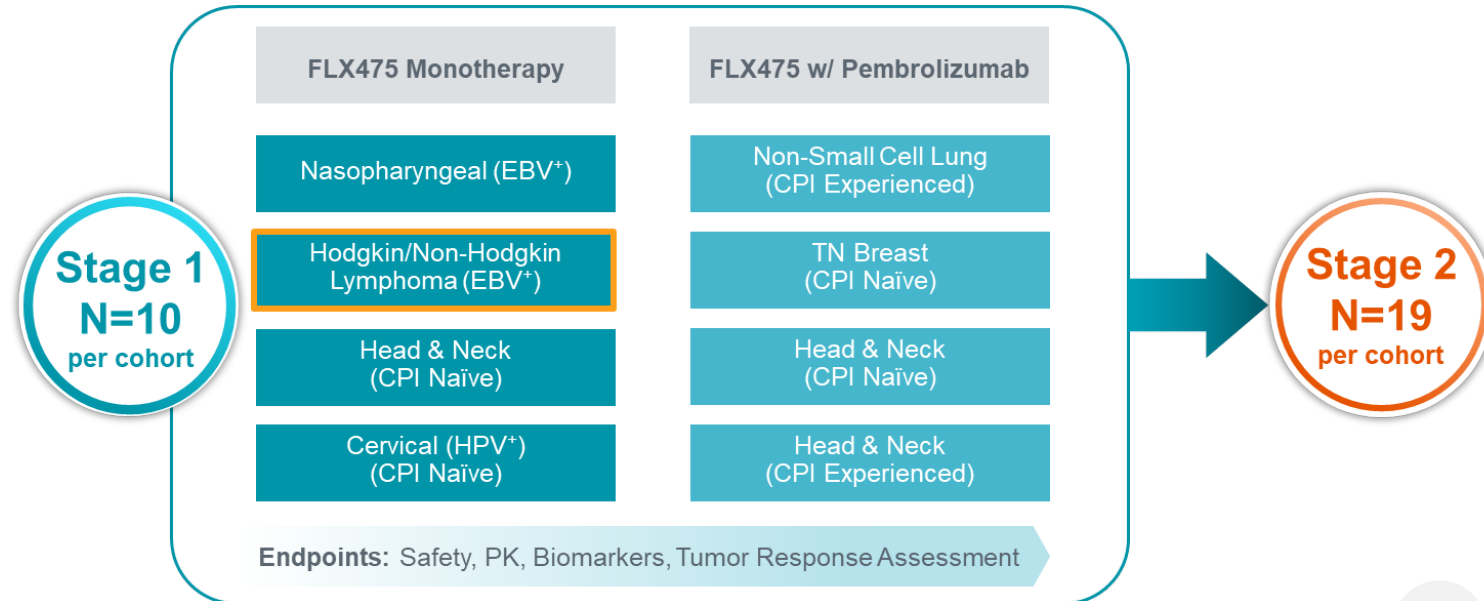 FLX475 Monotherapy
FLX475 w/ Pembrolizumab
Stage 1
N=10
per cohort
Nasopharyngeal (EBV⁺)
Hodgkin/Non-Hodgkin
Lymphoma (EBV⁺)
Head & Neck
(CPI Naïve)
Cervical (HPV⁺)
(CPI Naïve)
Non-Small Cell Lung
(CPI Experienced)
TN Breast
(CPI Naïve)
Head & Neck
(CPI Naïve)
Head & Neck
(CPI Experienced)
Stage 2
N=19
per cohort
Endpoints: Safety, PK, Biomarkers, Tumor Response Assessment